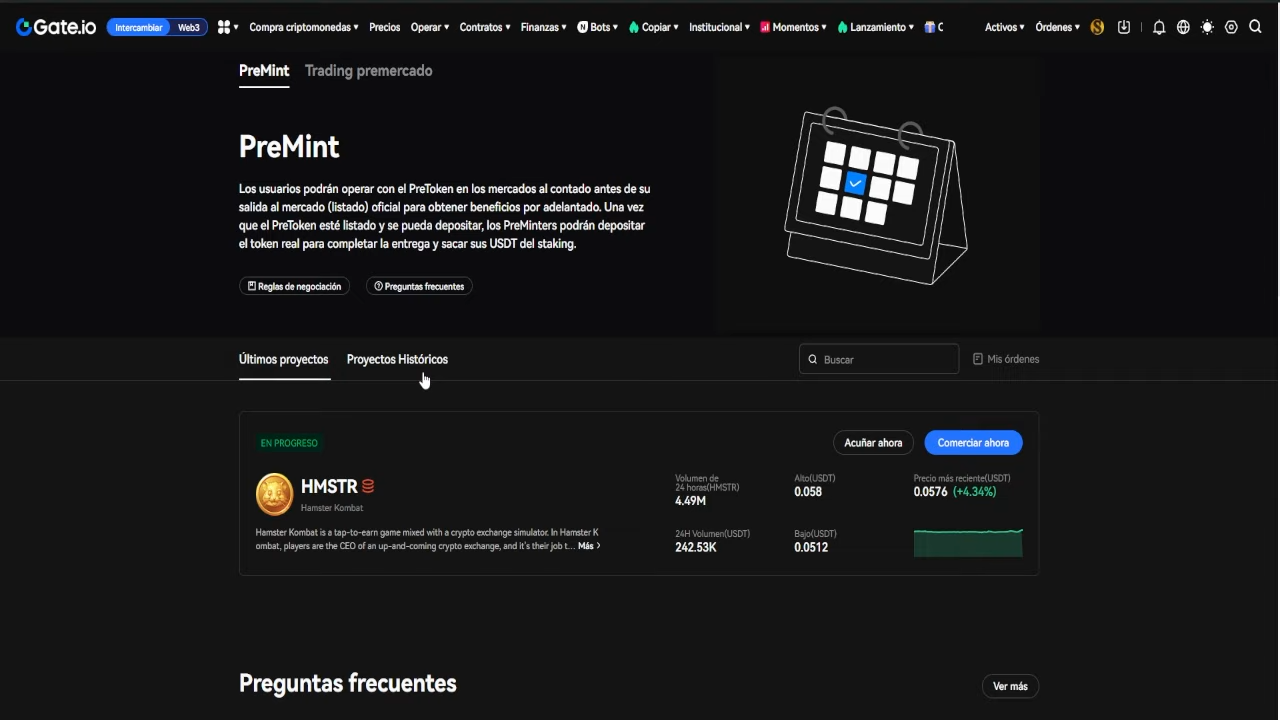 Gate.io Intercambiar Web3 Compra criptomonedas Precios Operar Contratos Finanzas Bots Copiar Institucional Momentos Lanzamiento C Activos Órdenes
PreMint Trading premercado
PreMint
Los usuarios podrán operar con el PreToken en los mercados al contado antes de su
salida al mercado (listado) oficial para obtener beneficios por adelantado. Una vez
que el PreToken esté listado y se pueda depositar, los PreMinters podrán depositar
el token real para completar la entrega y sacar sus USDT del staking.
Reglas de negociación Preguntas frecuentes
Últimos proyectos Proyectos Históricos Buscar Mis órdenes
EN PROGRESO Acuñar ahora Comerciar ahora
HMSTR
Hamster Kombat
Hamster Kombat is a tap-to-earn game mixed with a crypto exchange simulator. In Hamster K
ombat, players are the CEO of an up-and-coming crypto exchange, and it's their job t... Más
Volumen de
24 horas(HMSTR)
4.49M
Alto(USDT)
0.058
Precio más reciente(USDT)
0.0576 (+4.34%)
24H Volumen(USDT)
242.53K
Bajo(USDT)
0.0512
Preguntas frecuentes Ver más